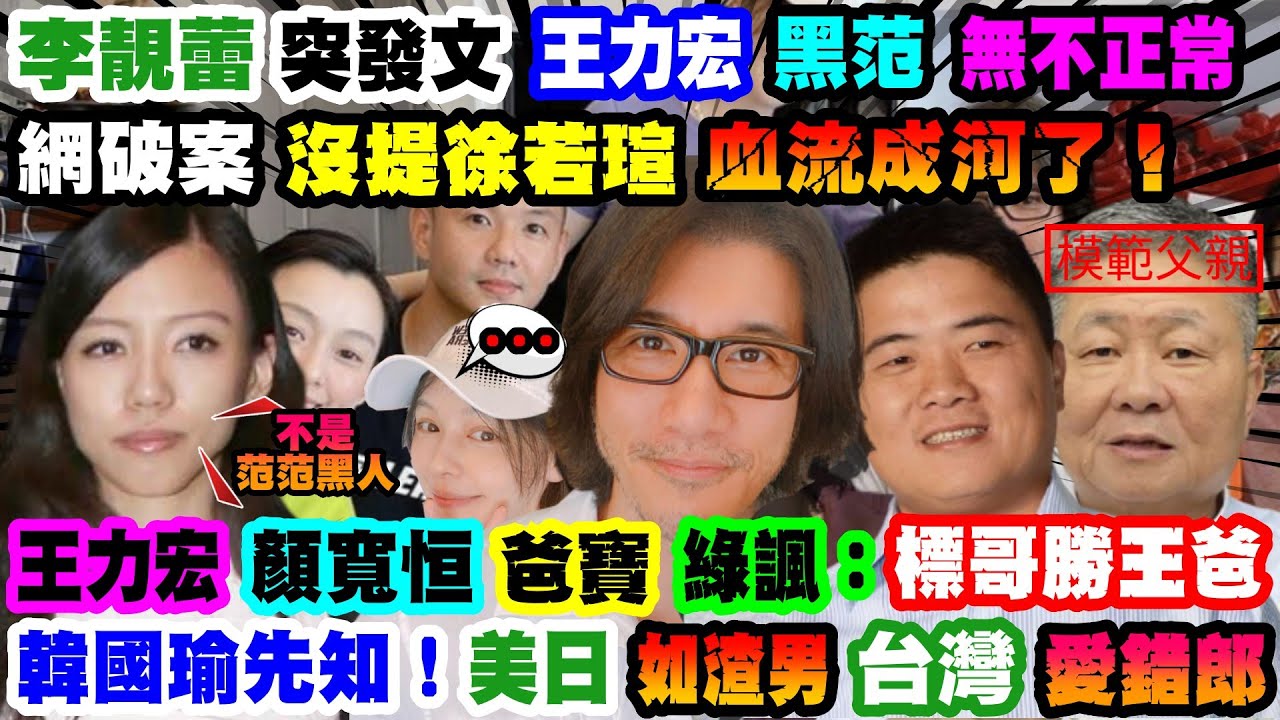 李靚蕾 突發文 王力宏 黑范 無不正常
網破案 沒提徐若瑄 血流成河了！
模範父親
●●●
不是
范范黑人
王力宏 顏寬恒 爸寶 綠諷：標哥勝王爸
韓國瑜先知！美日 如渣男 台灣 愛錯郎